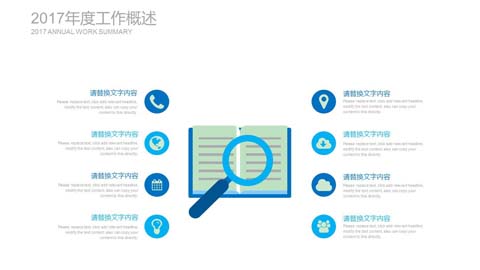 2017年度工作概述
2017 ANNUAL WORK SUMMARY
请替换文字内容
Please replace text, click add relevant headline,
modify the text content, also can copy your
content to this directly.
请替换文字内容
Please replace text, click add relevant headline,
modify the text content, also can copy your
content to this directly.
请替换文字内容
Please replace text, click add relevant headline,
modify the text content, also can copy your
content to this directly.
请替换文字内容
Please replace text, click add relevant headline,
modify the text content, also can copy your
content to this directly.
请替换文字内容
Please replace text, click add relevant headline,
modify the text content, also can copy your
content to this directly.
请替换文字内容
Please replace text, click add relevant headline,
modify the text content, also can copy your
content to this directly.
请替换文字内容
Please replace text, click add relevant headline,
modify the text content, also can copy your
content to this directly.
请替换文字内容
Please replace text, click add relevant headline,
modify the text content, also can copy your
content to this directly.